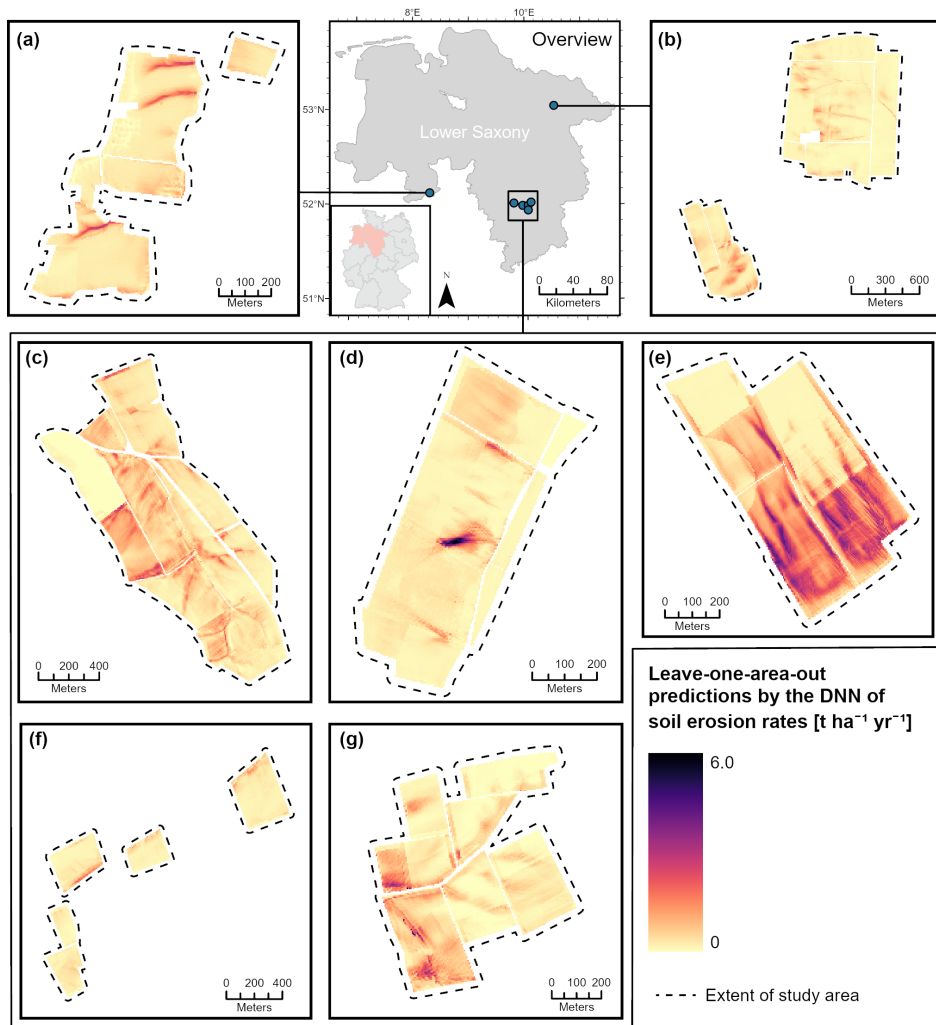 8°E
10°E
(a)
Overview
(b)
53°N
Lower Saxony
52°N
51°N
N
0 100 200
Meters
0 40 80
Kilometers
0 300 600
Meters
(c)
(d)
(e)
0 200 400
Meters
0 100 200
Meters
0 100 200
Meters
Leave-one-area-out
predictions by the DNN of
soil erosion rates [t ha⁻¹ yr⁻¹]
6.0
0
Extent of study area
(f)
(g)
0 200 400
Meters
0 100 200
Meters